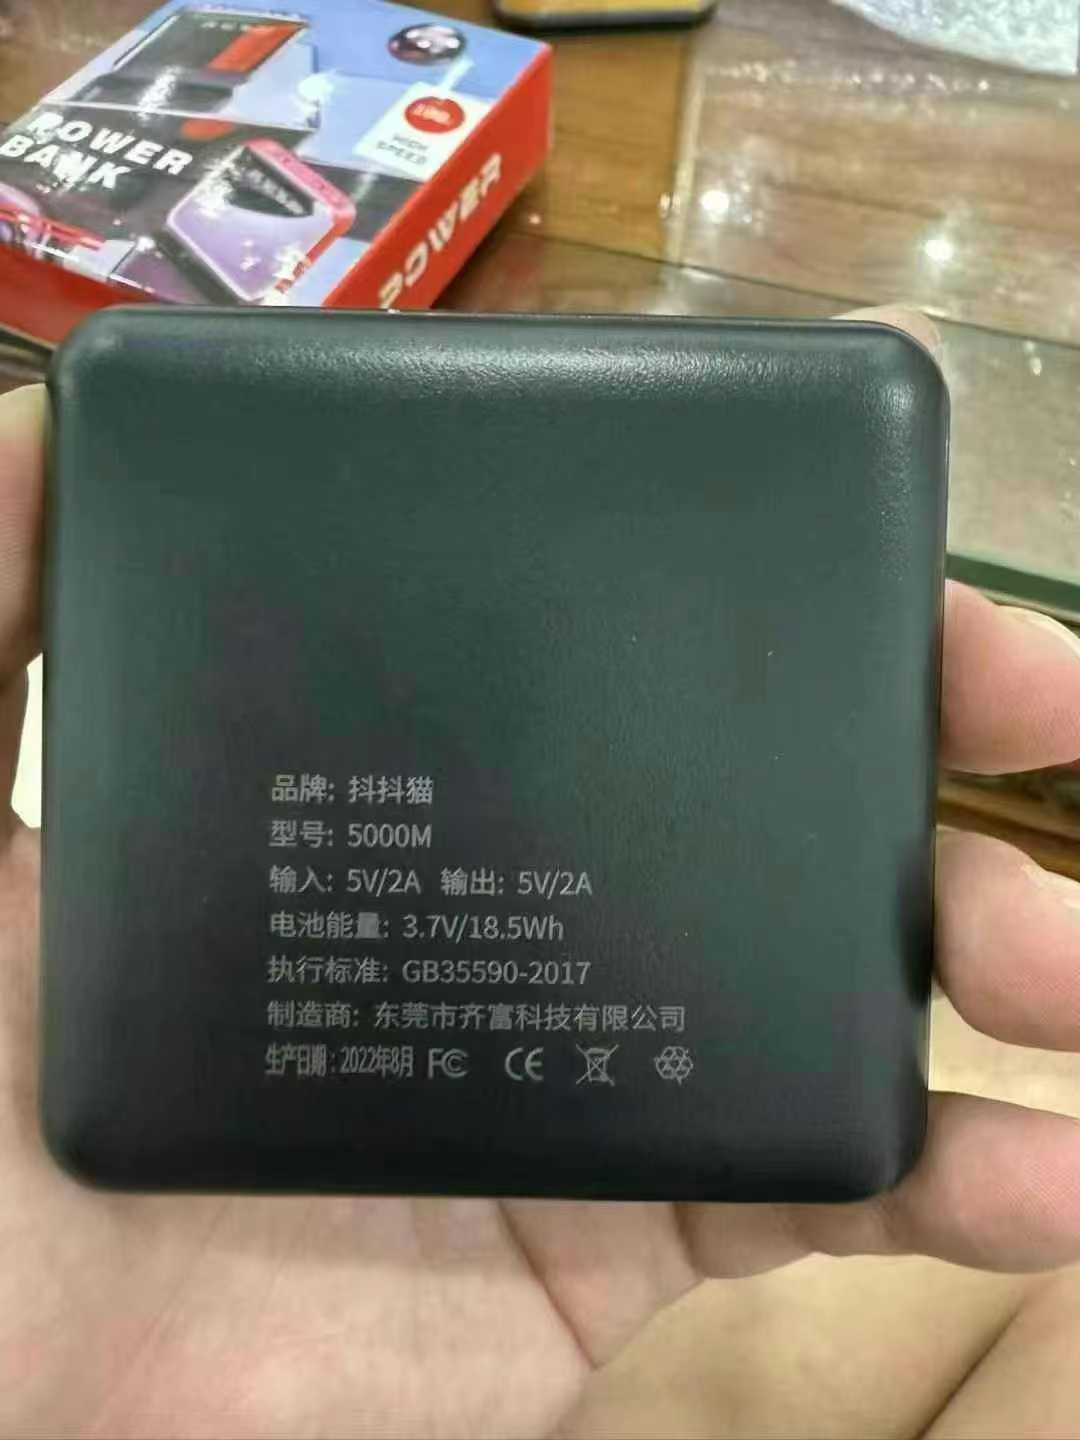 POWER
BANK
HIGH
SPEED
POWER
品牌: 抖抖猫
型号: 5000M
输入: 5V/2A 输出: 5V/2A
电池能量: 3.7V/18.5Wh
执行标准: GB35590-2017
制造商: 东莞市齐富科技有限公司
生产日期: 2022年8月 FC CE